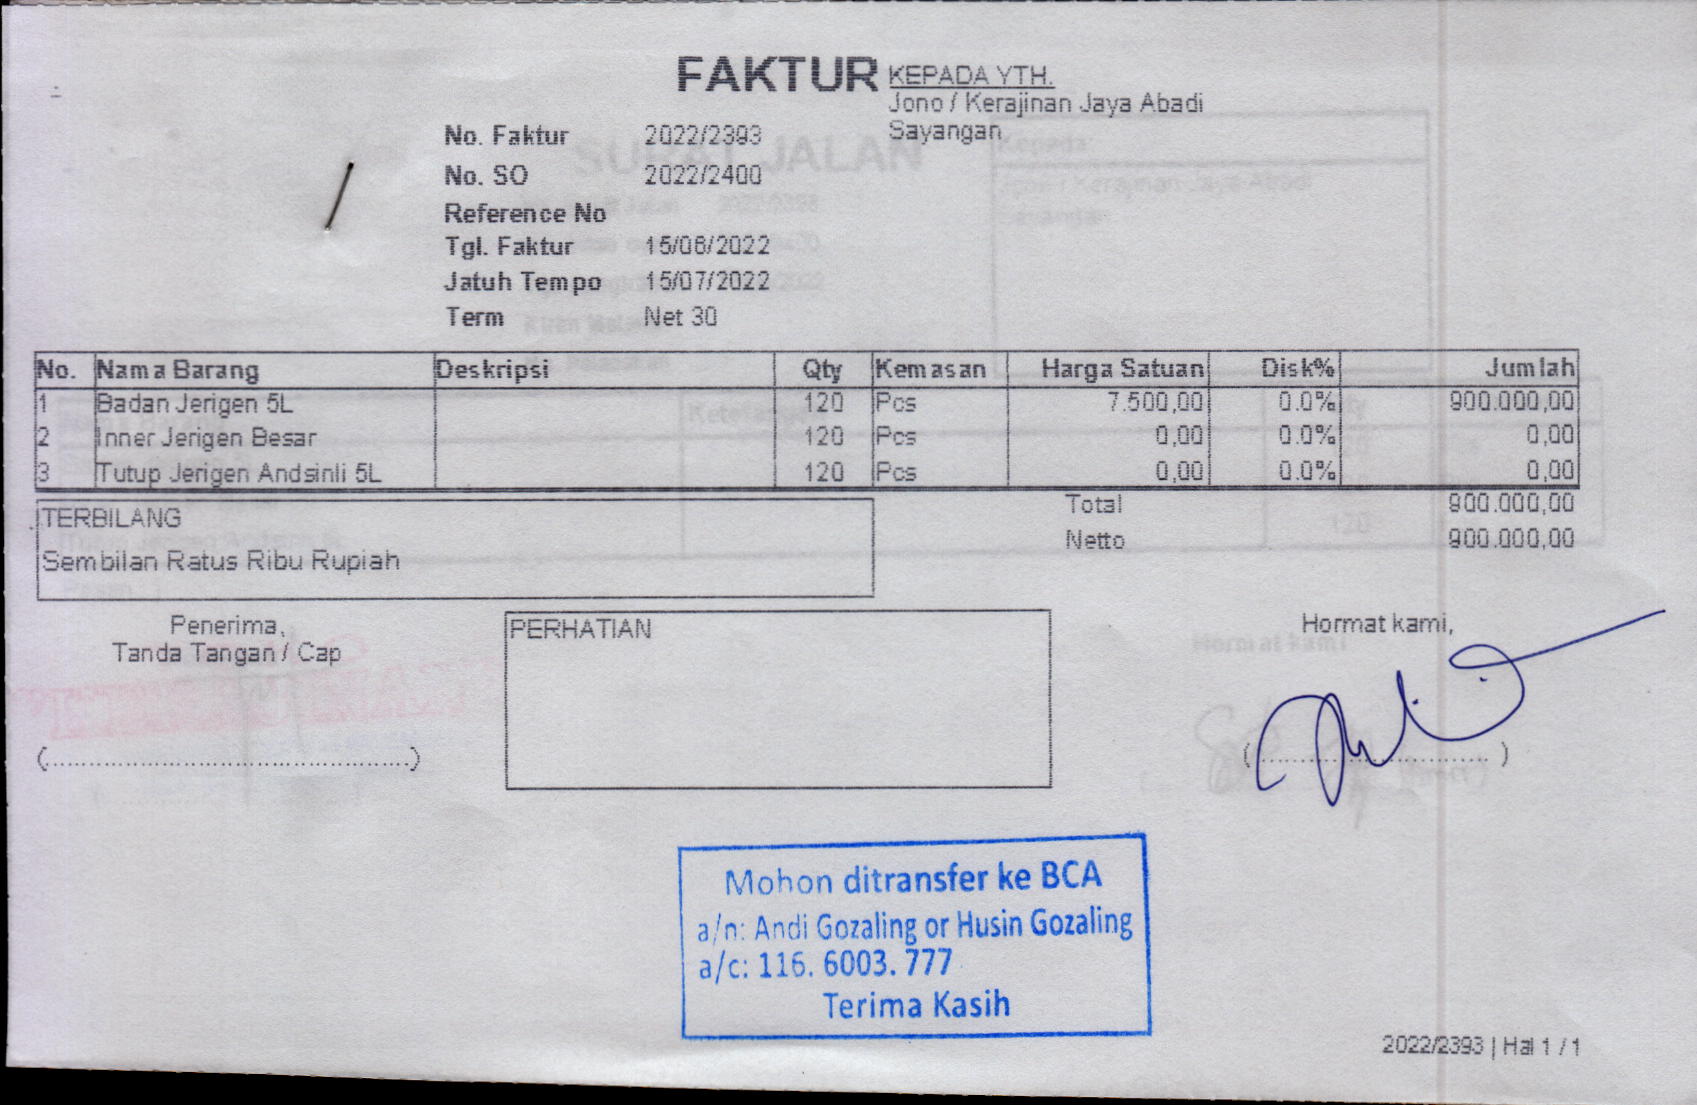 FAKTUR
KEPADA YTH.
Jono / Kerajinan Jaya Abadi
Sayangan
No. Faktur 2022/2393
No. SO 2022/2400
Reference No
Tgl. Faktur 15/06/2022
Jatuh Tempo 15/07/2022
Term Net 30
No. Nama Barang Deskripsi Qty Kemasan Harga Satuan Disk% Jumlah
1 Badan Jerigen 5L 120 Pcs 7.500,00 0.0% 900.000,00
2 Inner Jerigen Besar 120 Pcs 0,00 0.0% 0,00
3 Tutup Jerigen Andsinli 5L 120 Pcs 0,00 0.0% 0,00
Total 900.000,00
Netto 900.000,00
TERBILANG
Sembilan Ratus Ribu Rupiah
Penerima,
Tanda Tangan / Cap
(........................................)
PERHATIAN
Hormat kami,
(........................................)
Mohon ditransfer ke BCA
a/n: Andi Gozaling or Husin Gozaling
a/c: 116. 6003. 777
Terima Kasih
2022/2393 | Hal 1 / 1